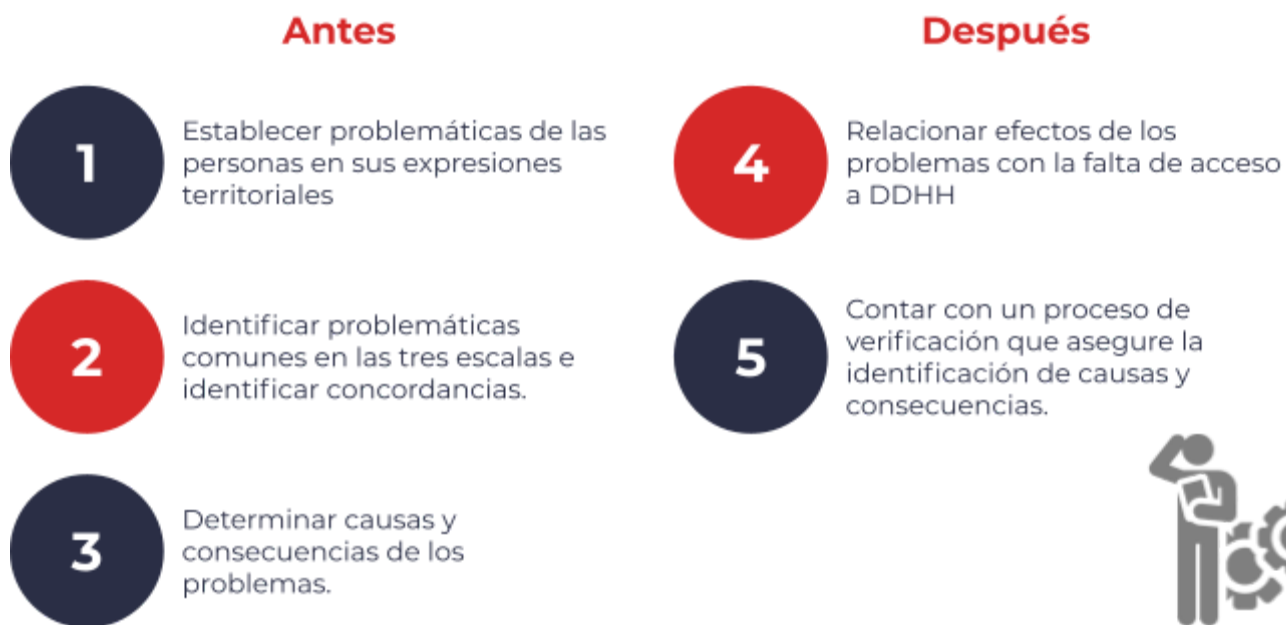 Antes
1
Establecer problemáticas de las
personas en sus expresiones
territoriales
2
Identificar problemáticas
comunes en las tres escalas e
identificar concordancias.
3
Determinar causas y
consecuencias de los
problemas.
Después
4
Relacionar efectos de los
problemas con la falta de acceso
a DDHH
5
Contar con un proceso de
verificación que asegure la
identificación de causas y
consecuencias.